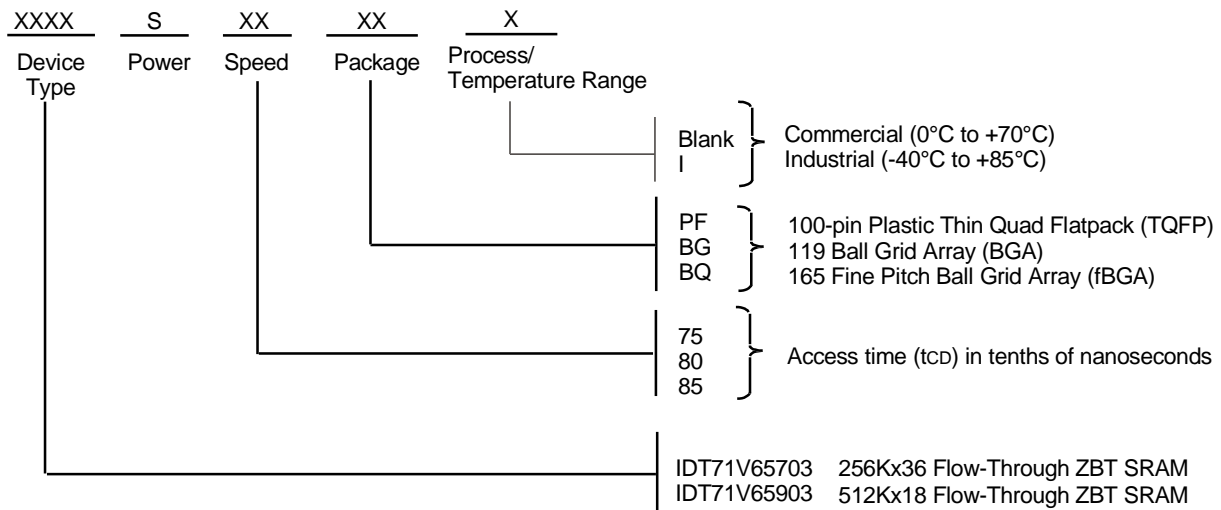 XXXX S XX XX X
Device Type Power Speed Package Process/ Temperature Range
Blank Commercial (0°C to +70°C)
I Industrial (-40°C to +85°C)
PF 100-pin Plastic Thin Quad Flatpack (TQFP)
BG 119 Ball Grid Array (BGA)
BQ 165 Fine Pitch Ball Grid Array (fBGA)
75
80 Access time (tCD) in tenths of nanoseconds
85
IDT71V65703 256Kx36 Flow-Through ZBT SRAM
IDT71V65903 512Kx18 Flow-Through ZBT SRAM